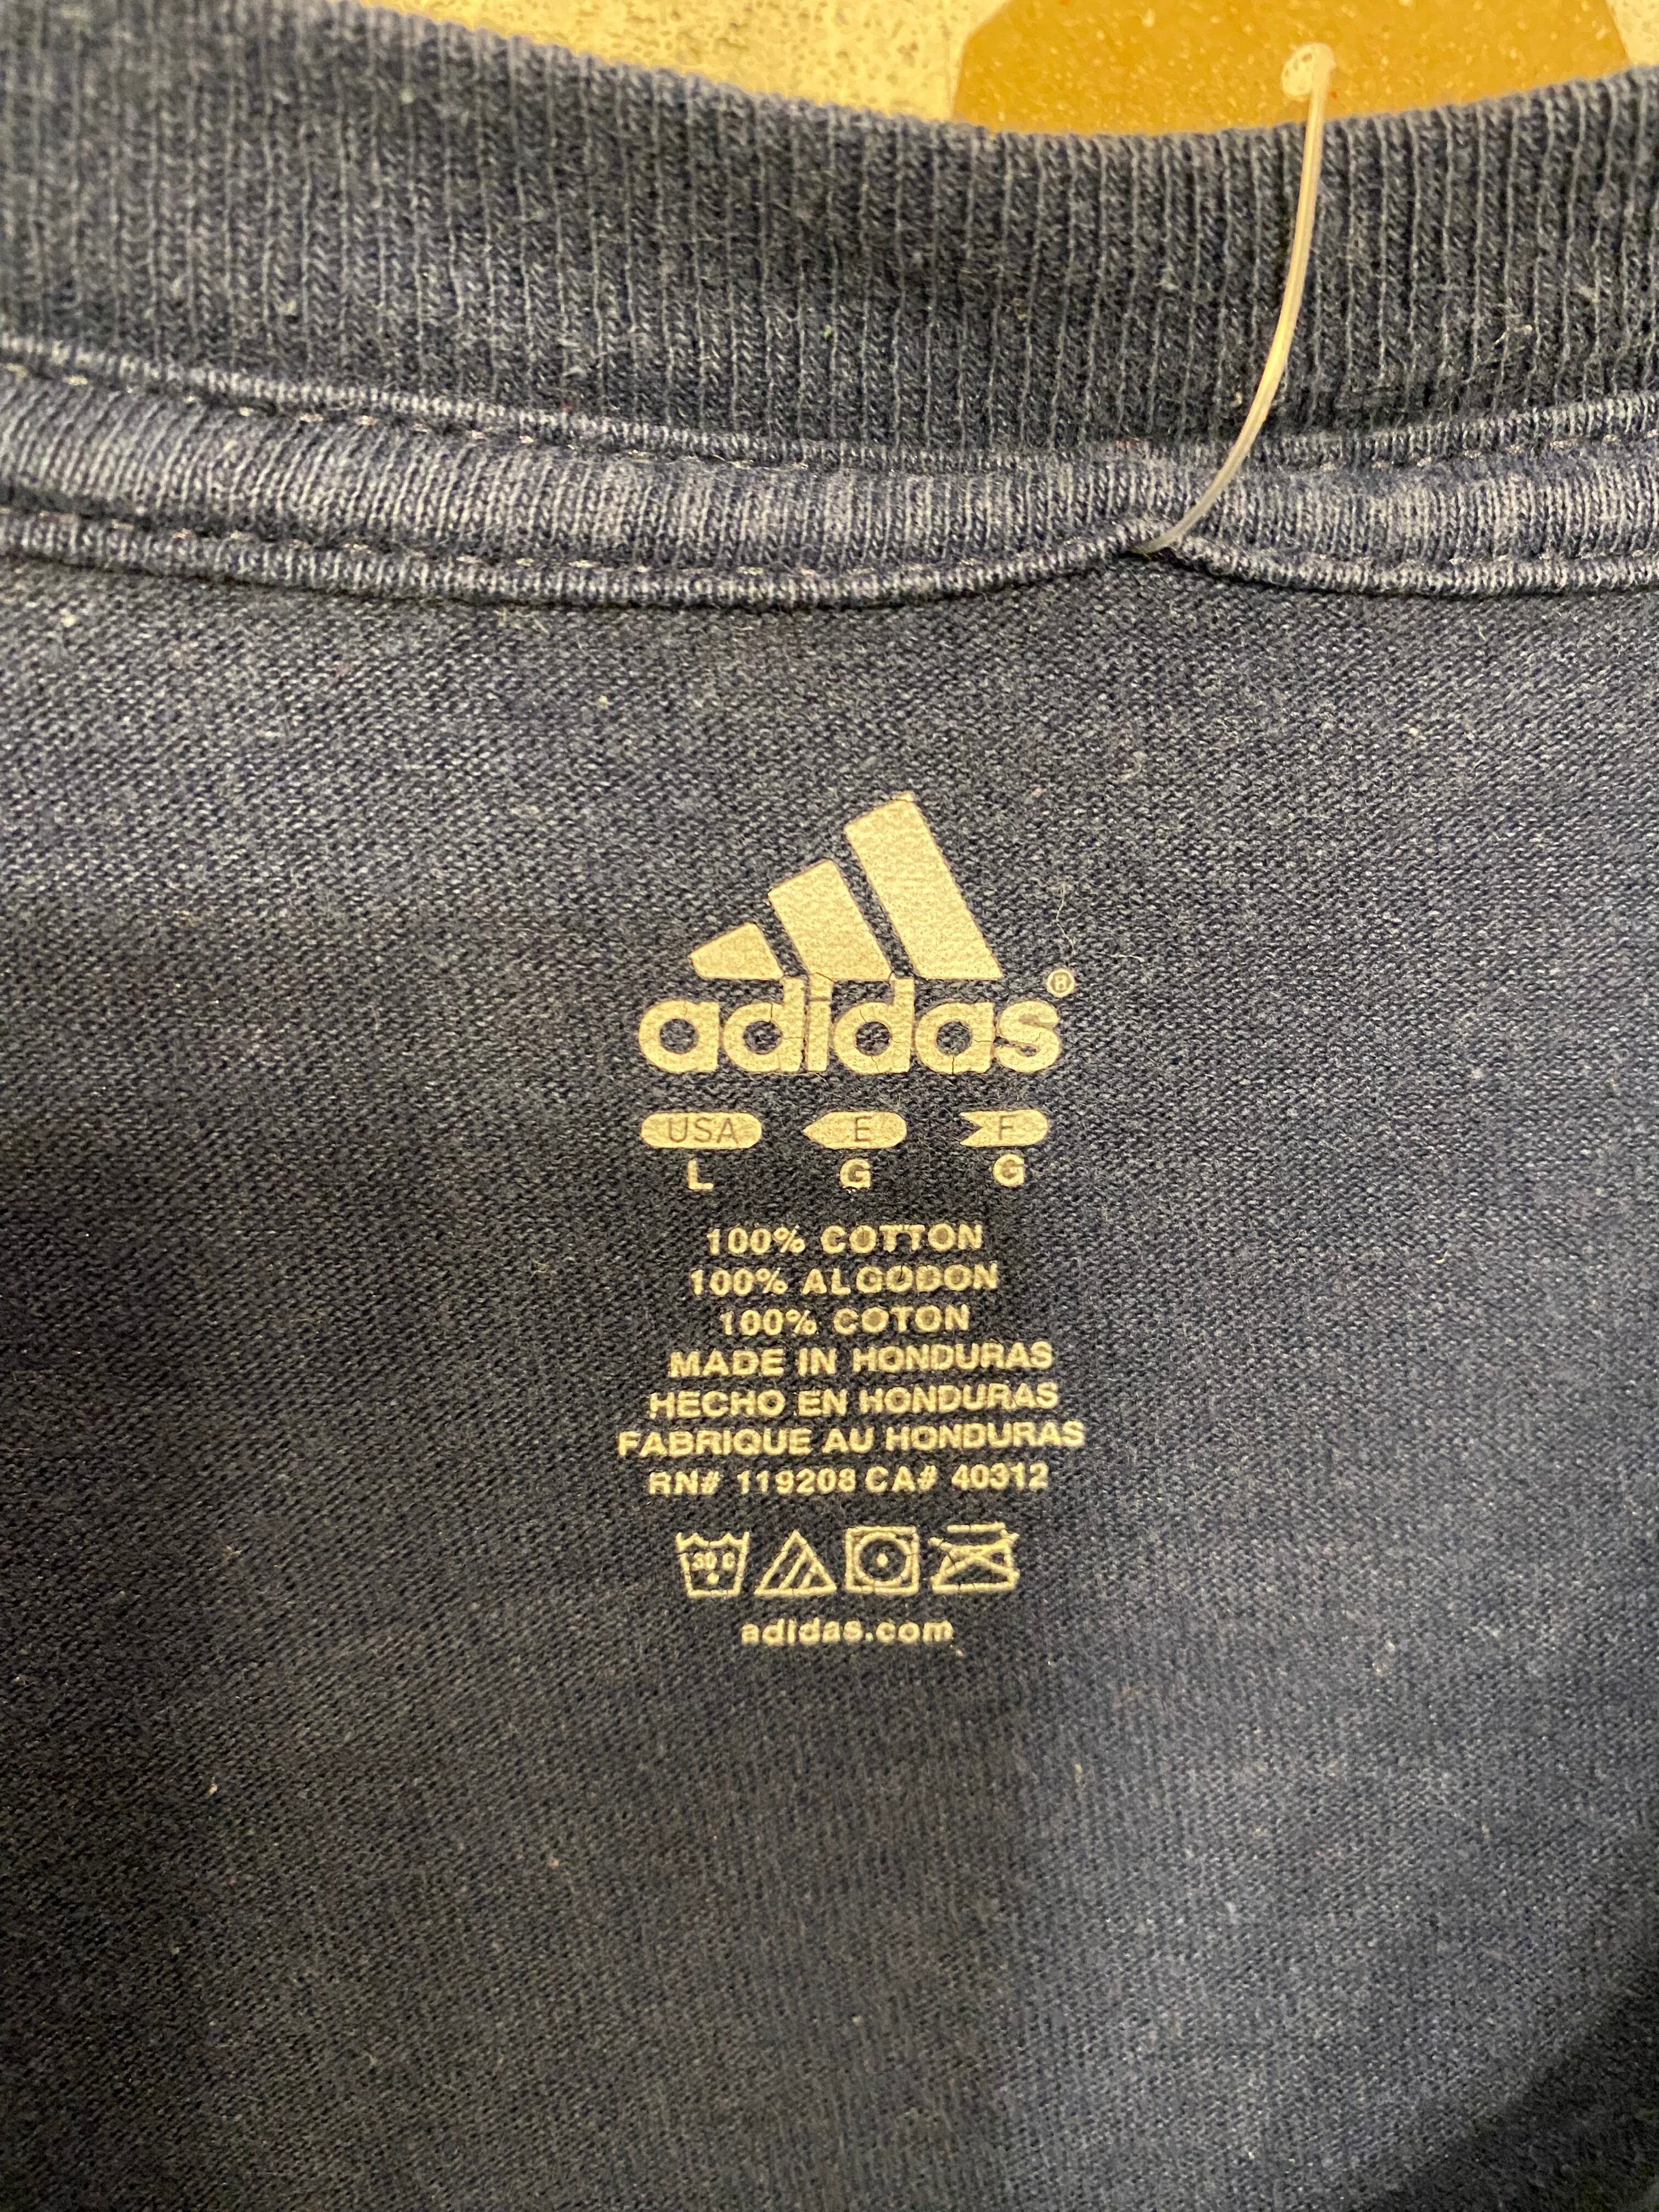 adidas®
USA E F
L G G
100% COTTON
100% ALGODON
100% COTON
MADE IN HONDURAS
HECHO EN HONDURAS
FABRIQUE AU HONDURAS
RN# 119208 CA# 40312
30 C
adidas.com